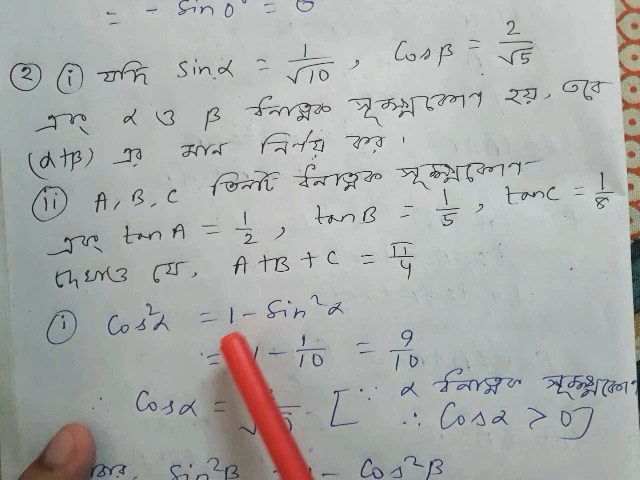 = - Sin 0° = 0
② ⓘ যদি Sinα = 1/√10, Cosβ = 2/√5
এবং α ও β ধনাত্মক সূক্ষ্মকোণ হয়, তবে
(α+β) এর মান নির্ণয় কর।
ⅱ A, B, C তিনটি ধনাত্মক সূক্ষ্মকোণ
এবং tanA = 1/2, tanB = 1/5, tanC = 1/8
দেখাও যে, A+B+C = π/4
ⓘ Cos²α = 1 - Sin²α
= 1 - 1/10 = 9/10
∴ Cosα = [∵ α ধনাত্মক সূক্ষ্মকোণ
∴ Cosα > 0]
Sin²β - Cos²β